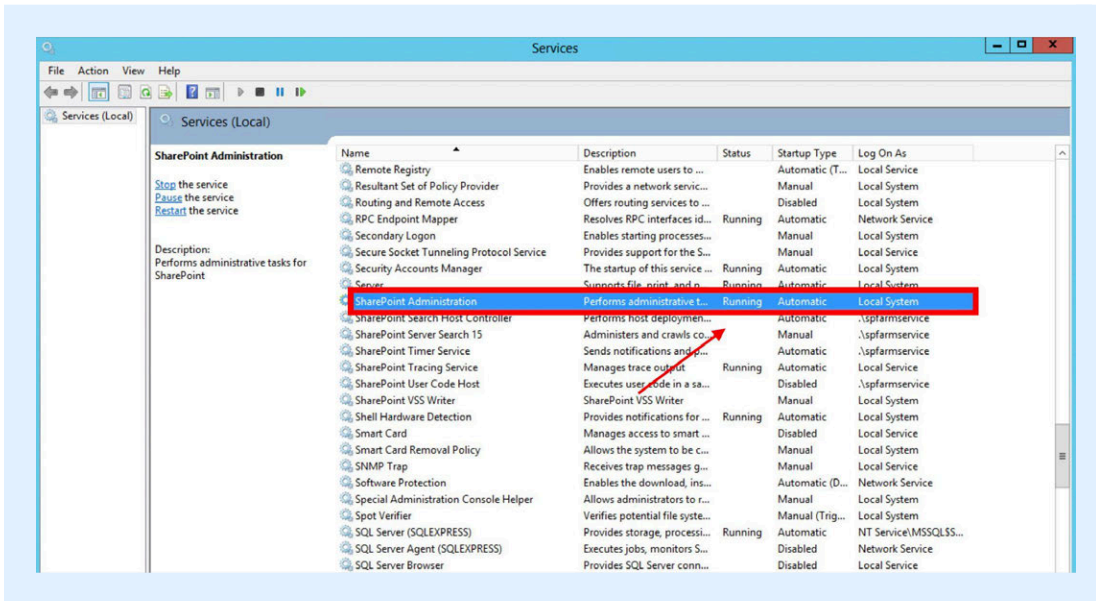 Services
File Action View Help
Services (Local)
Services (Local)
SharePoint Administration
Stop the service
Pause the service
Restart the service
Description:
Performs administrative tasks for
SharePoint
Name Description Status Startup Type Log On As
Remote Registry Enables remote users to ... Automatic (T... Local Service
Resultant Set of Policy Provider Provides a network servic... Manual Local System
Routing and Remote Access Offers routing services to ... Disabled Local System
RPC Endpoint Mapper Resolves RPC interfaces id... Running Automatic Network Service
Secondary Logon Enables starting processes... Manual Local System
Secure Socket Tunneling Protocol Service Provides support for the S... Manual Local Service
Security Accounts Manager The startup of this service ... Running Automatic Local System
Server Supports file, print, and n... Running Automatic Local System
SharePoint Administration Performs administrative t... Running Automatic Local System
SharePoint Search Host Controller Performs host deploymen... Automatic .\spfarmservice
SharePoint Server Search 15 Administers and crawls co... Manual .\spfarmservice
SharePoint Timer Service Sends notifications and p... Automatic .\spfarmservice
SharePoint Tracing Service Manages trace output Running Automatic Local Service
SharePoint User Code Host Executes user code in a sa... Disabled .\spfarmservice
SharePoint VSS Writer SharePoint VSS Writer Manual Local System
Shell Hardware Detection Provides notifications for ... Running Automatic Local System
Smart Card Manages access to smart ... Disabled Local Service
Smart Card Removal Policy Allows the system to be c... Manual Local System
SNMP Trap Receives trap messages g... Manual Local Service
Software Protection Enables the download, ins... Automatic (D... Network Service
Special Administration Console Helper Allows administrators to r... Manual Local System
Spot Verifier Verifies potential file syste... Manual (Trig... Local System
SQL Server (SQLEXPRESS) Provides storage, processi... Running Automatic NT Service\MSSQL$S...
SQL Server Agent (SQLEXPRESS) Executes jobs, monitors S... Disabled Network Service
SQL Server Browser Provides SQL Server conn... Disabled Local Service